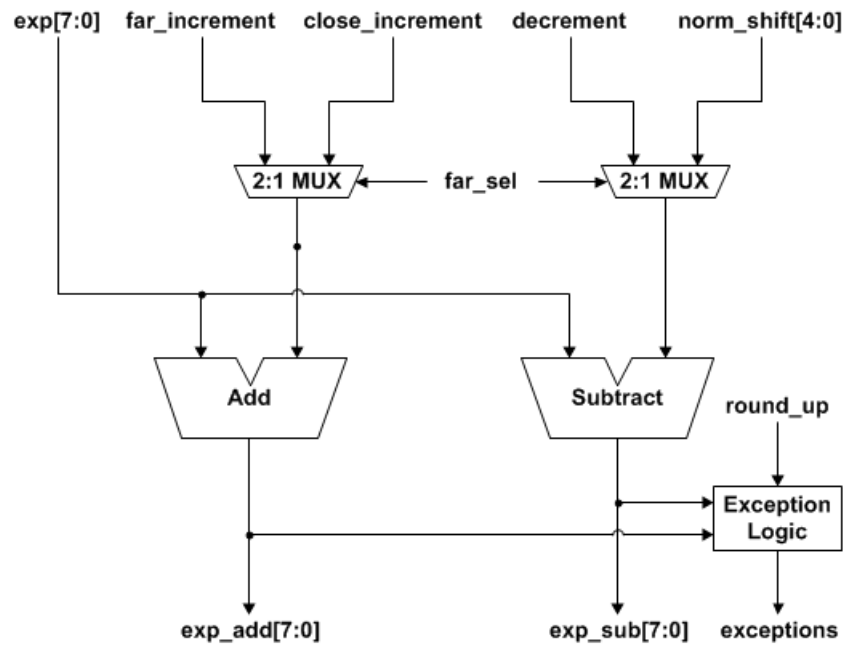 exp[7:0] far_increment close_increment decrement norm_shift[4:0]
2:1 MUX far_sel 2:1 MUX
Add Subtract
round_up
Exception
Logic
exp_add[7:0] exp_sub[7:0] exceptions